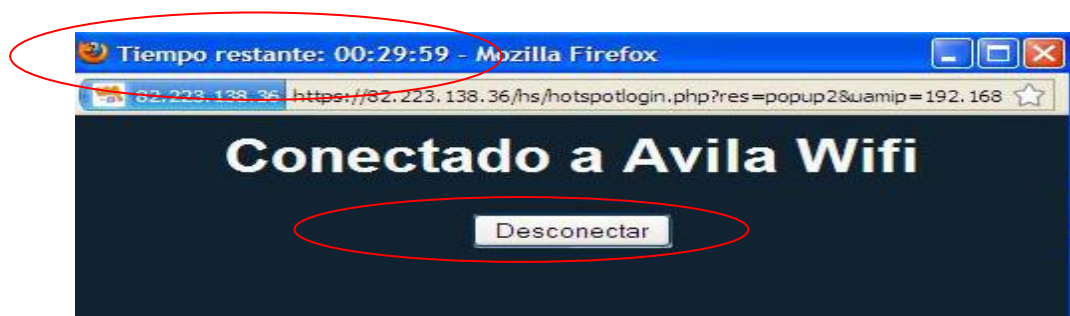 Tiempo restante: 00:29:59 - Mozilla Firefox
82.223.138.36 https://82.223.138.36/hs/hotspotlogin.php?res=popup2&uamip=192.168
Conectado a Avila Wifi
Desconectar